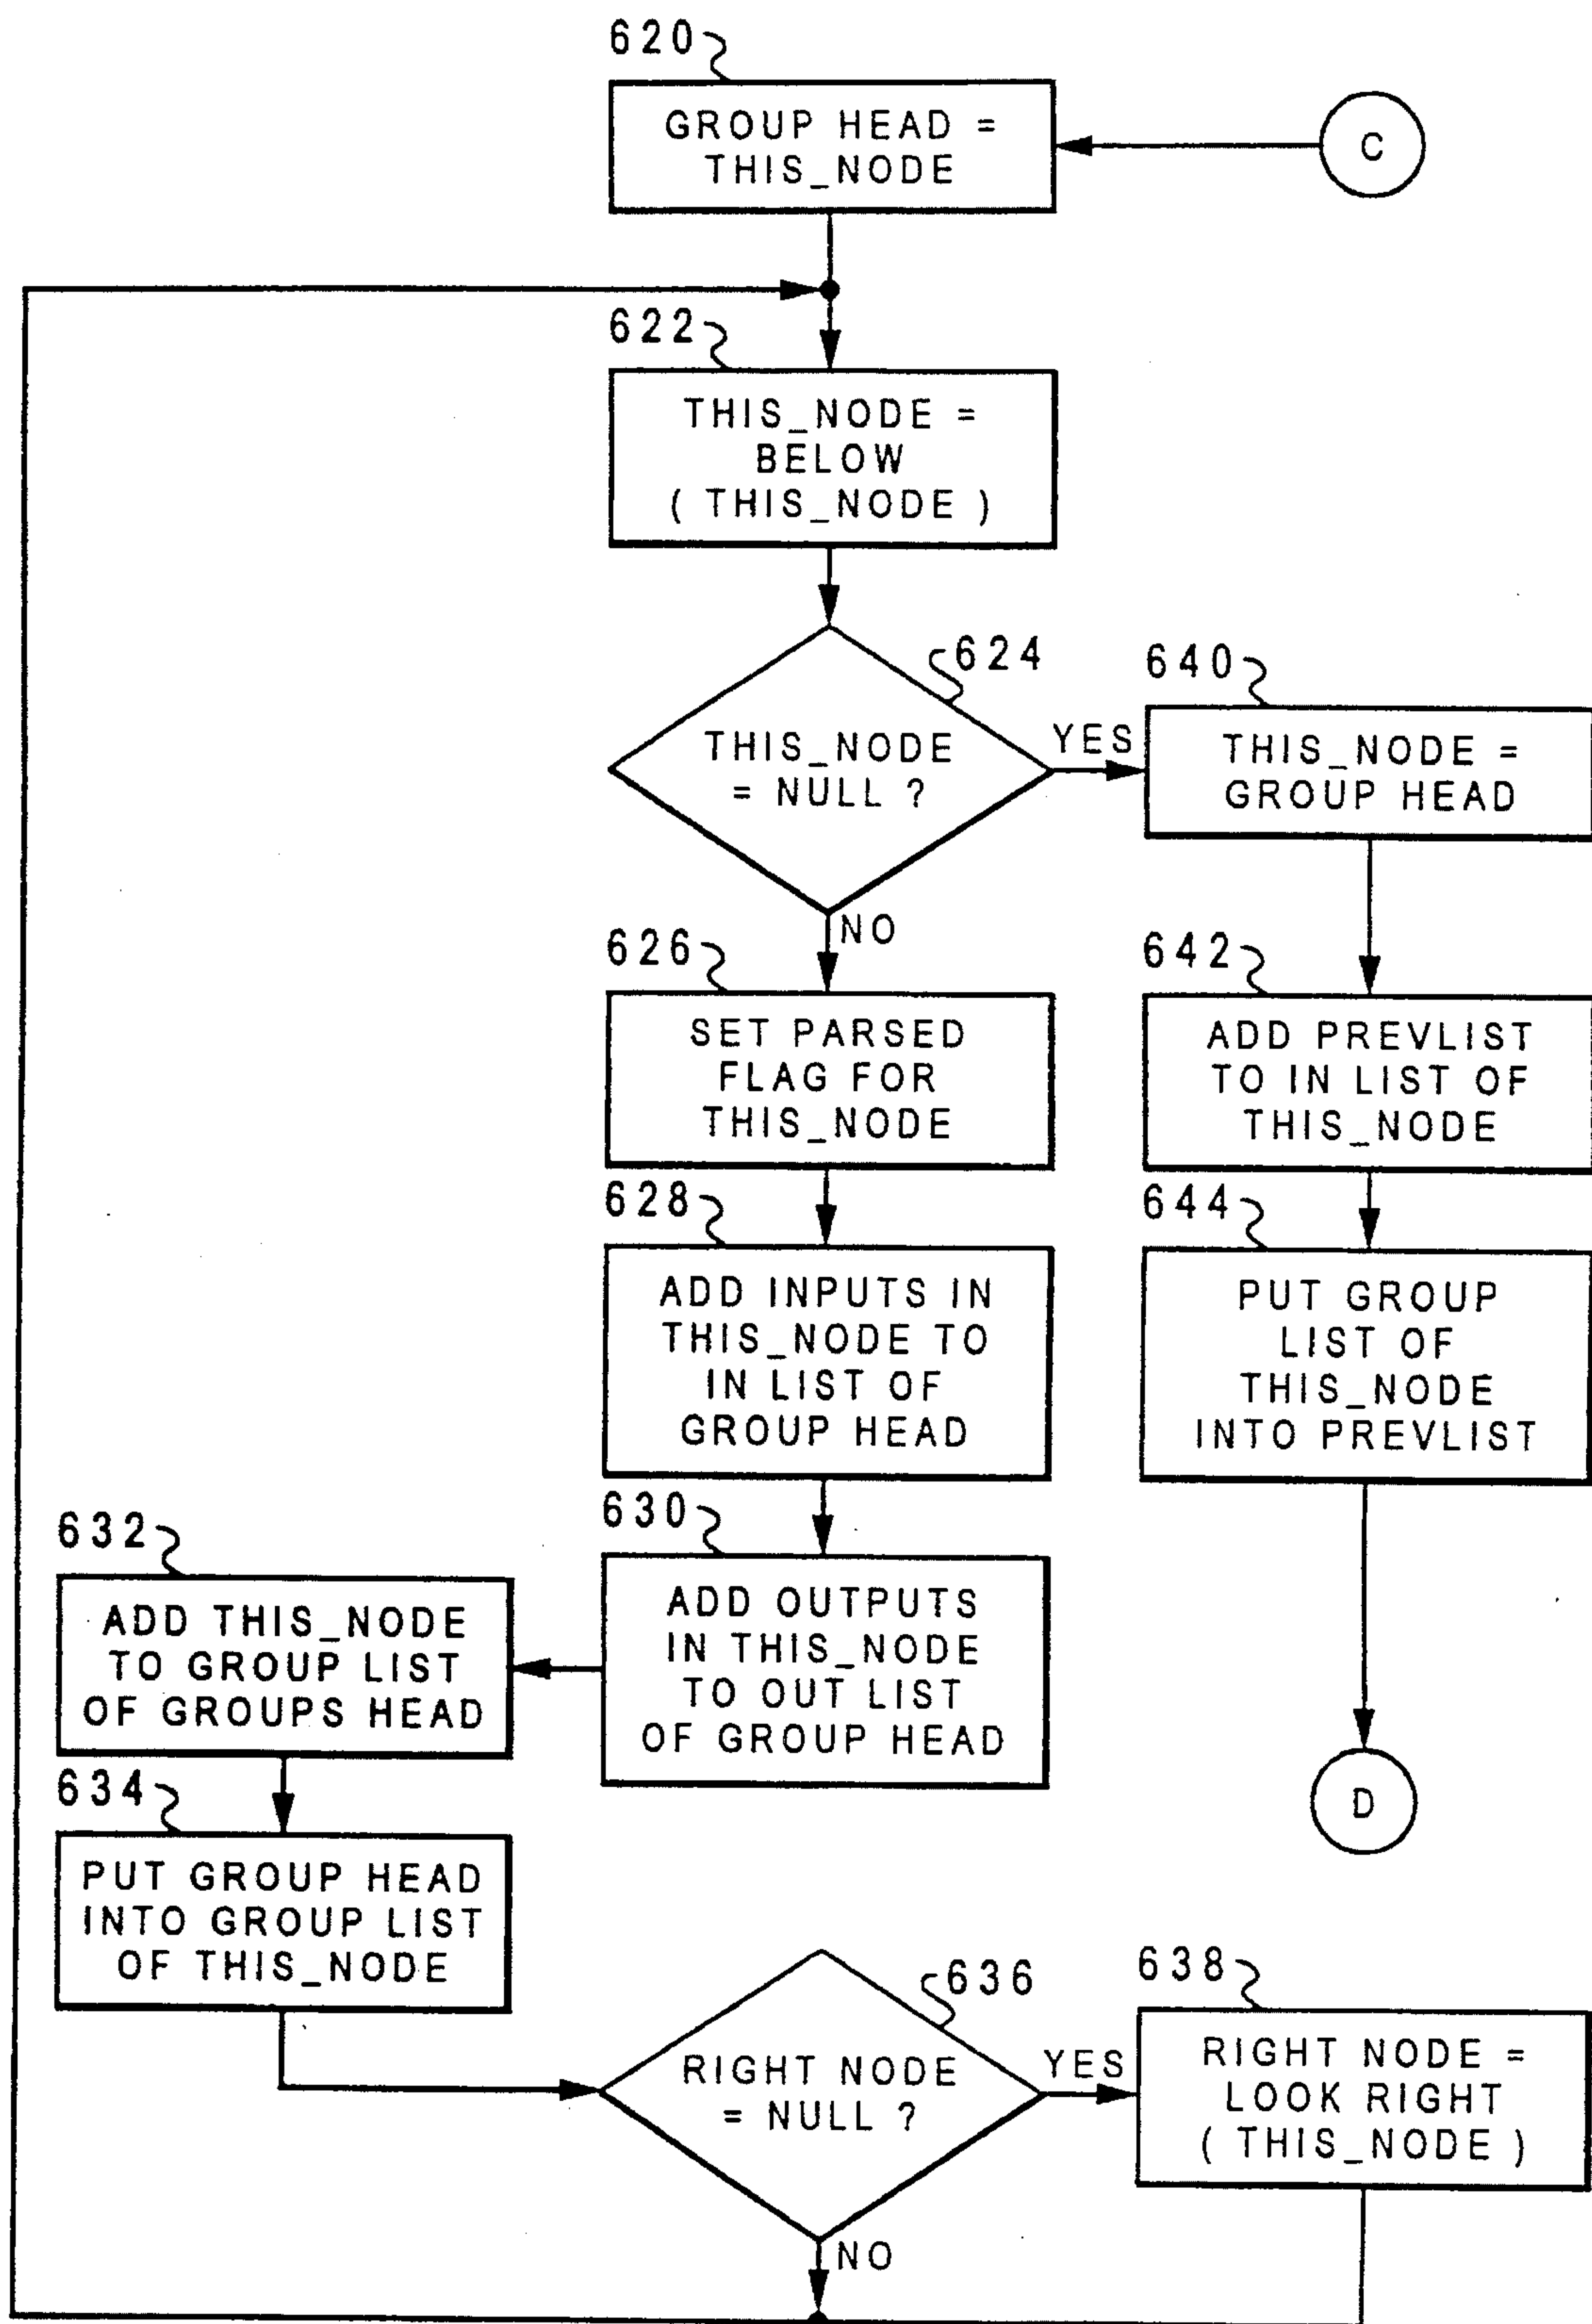 620
GROUP HEAD =
THIS_NODE
C
622
THIS_NODE =
BELOW
( THIS_NODE )
624
THIS_NODE
= NULL ?
YES
NO
640
THIS_NODE =
GROUP HEAD
626
SET PARSED
FLAG FOR
THIS_NODE
642
ADD PREVLIST
TO IN LIST OF
THIS_NODE
628
ADD INPUTS IN
THIS_NODE TO
IN LIST OF
GROUP HEAD
644
PUT GROUP
LIST OF
THIS_NODE
INTO PREVLIST
630
ADD OUTPUTS
IN THIS_NODE
TO OUT LIST
OF GROUP HEAD
632
ADD THIS_NODE
TO GROUP LIST
OF GROUPS HEAD
D
634
PUT GROUP HEAD
INTO GROUP LIST
OF THIS_NODE
636
RIGHT NODE
= NULL ?
YES
NO
638
RIGHT NODE =
LOOK RIGHT
( THIS_NODE )